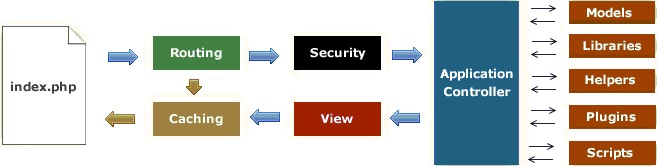 index.php
Routing
Security
Caching
View
Application
Controller
Models
Libraries
Helpers
Plugins
Scripts